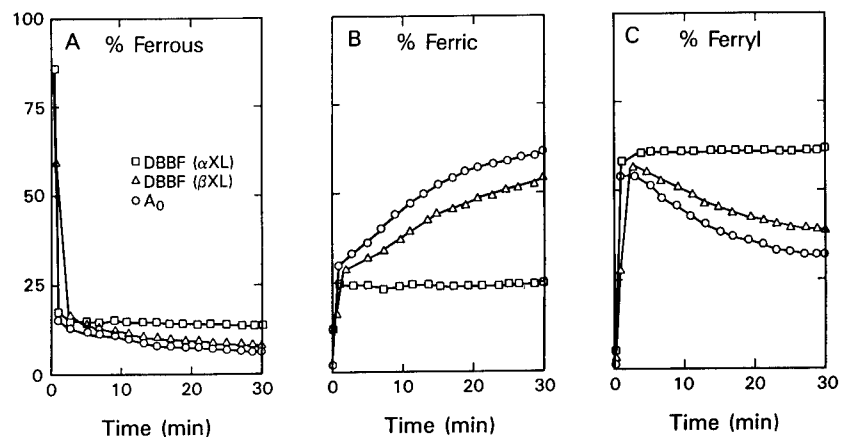 A % Ferrous
B % Ferric
C % Ferryl
100
75
50
25
0
□ DBBF (αXL)
△ DBBF (βXL)
○ A₀
0 10 20 30
0 10 20 30
0 10 20 30
Time (min)
Time (min)
Time (min)